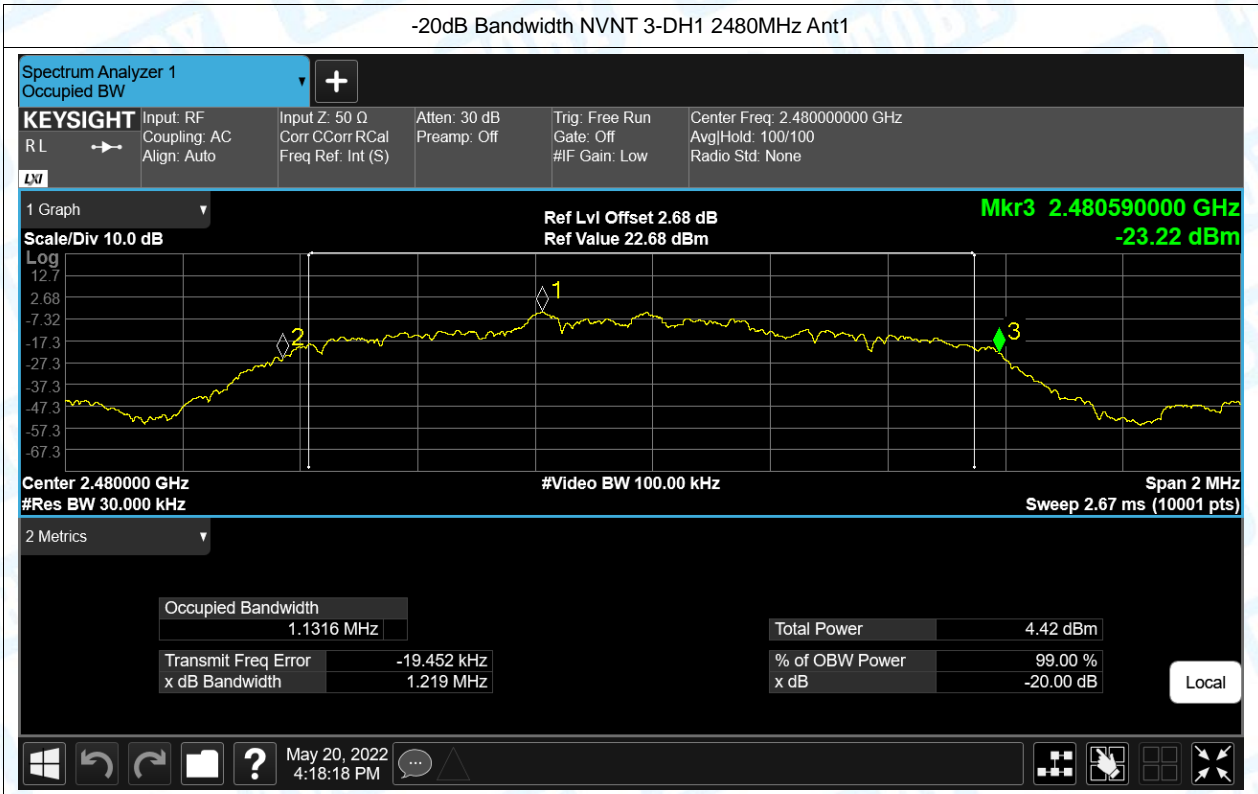 -20dB Bandwidth NVNT 3-DH1 2480MHz Ant1
Spectrum Analyzer 1
Occupied BW
KEYSIGHT
R L
LXI
Input: RF
Coupling: AC
Align: Auto
Input Z: 50 Ω
Corr CCorr RCal
Freq Ref: Int (S)
Atten: 30 dB
Preamp: Off
Trig: Free Run
Gate: Off
#IF Gain: Low
Center Freq: 2.480000000 GHz
Avg|Hold: 100/100
Radio Std: None
1 Graph
Scale/Div 10.0 dB
Ref Lvl Offset 2.68 dB
Ref Value 22.68 dBm
Mkr3 2.480590000 GHz
-23.22 dBm
Log
12.7
2.68
-7.32
-17.3
-27.3
-37.3
-47.3
-57.3
-67.3
1
2
3
Center 2.480000 GHz
#Res BW 30.000 kHz
#Video BW 100.00 kHz
Span 2 MHz
Sweep 2.67 ms (10001 pts)
2 Metrics
Occupied Bandwidth
1.1316 MHz
Transmit Freq Error -19.452 kHz
x dB Bandwidth 1.219 MHz
Total Power 4.42 dBm
% of OBW Power 99.00 %
x dB -20.00 dB
Local
?
May 20, 2022
4:18:18 PM